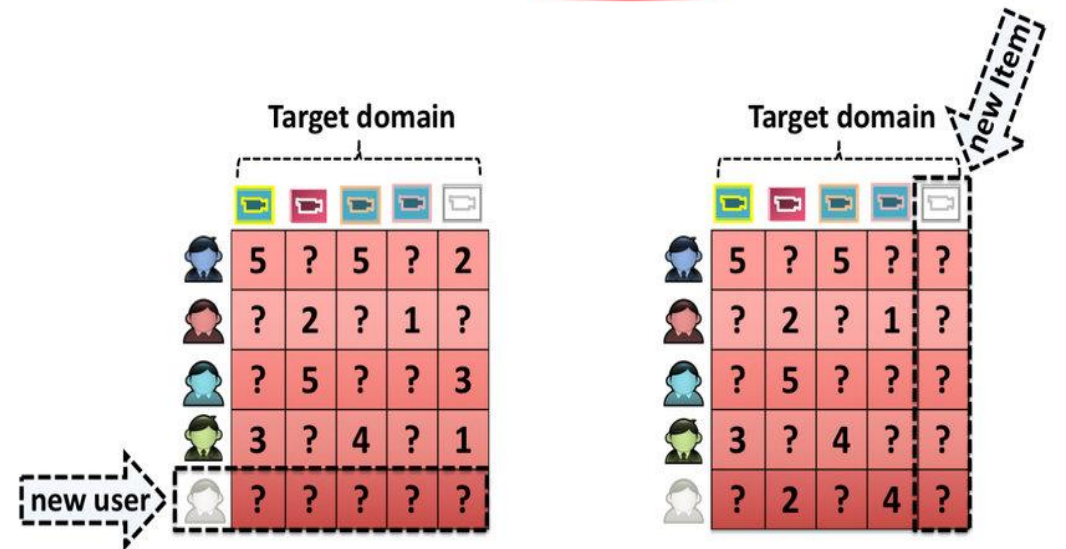 Target domain
5 ? 5 ? 2
? 2 ? 1 ?
? 5 ? ? 3
3 ? 4 ? 1
new user
? ? ? ? ?
new Item
Target domain
5 ? 5 ? ?
? 2 ? 1 ?
? 5 ? ? ?
3 ? 4 ? ?
? 2 ? 4 ?